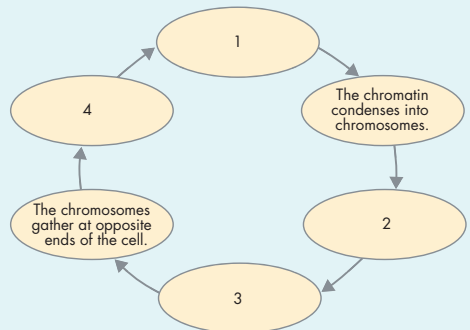 1
The chromatin
condenses into
chromosomes.
2
3
The chromosomes
gather at opposite
ends of the cell.
4